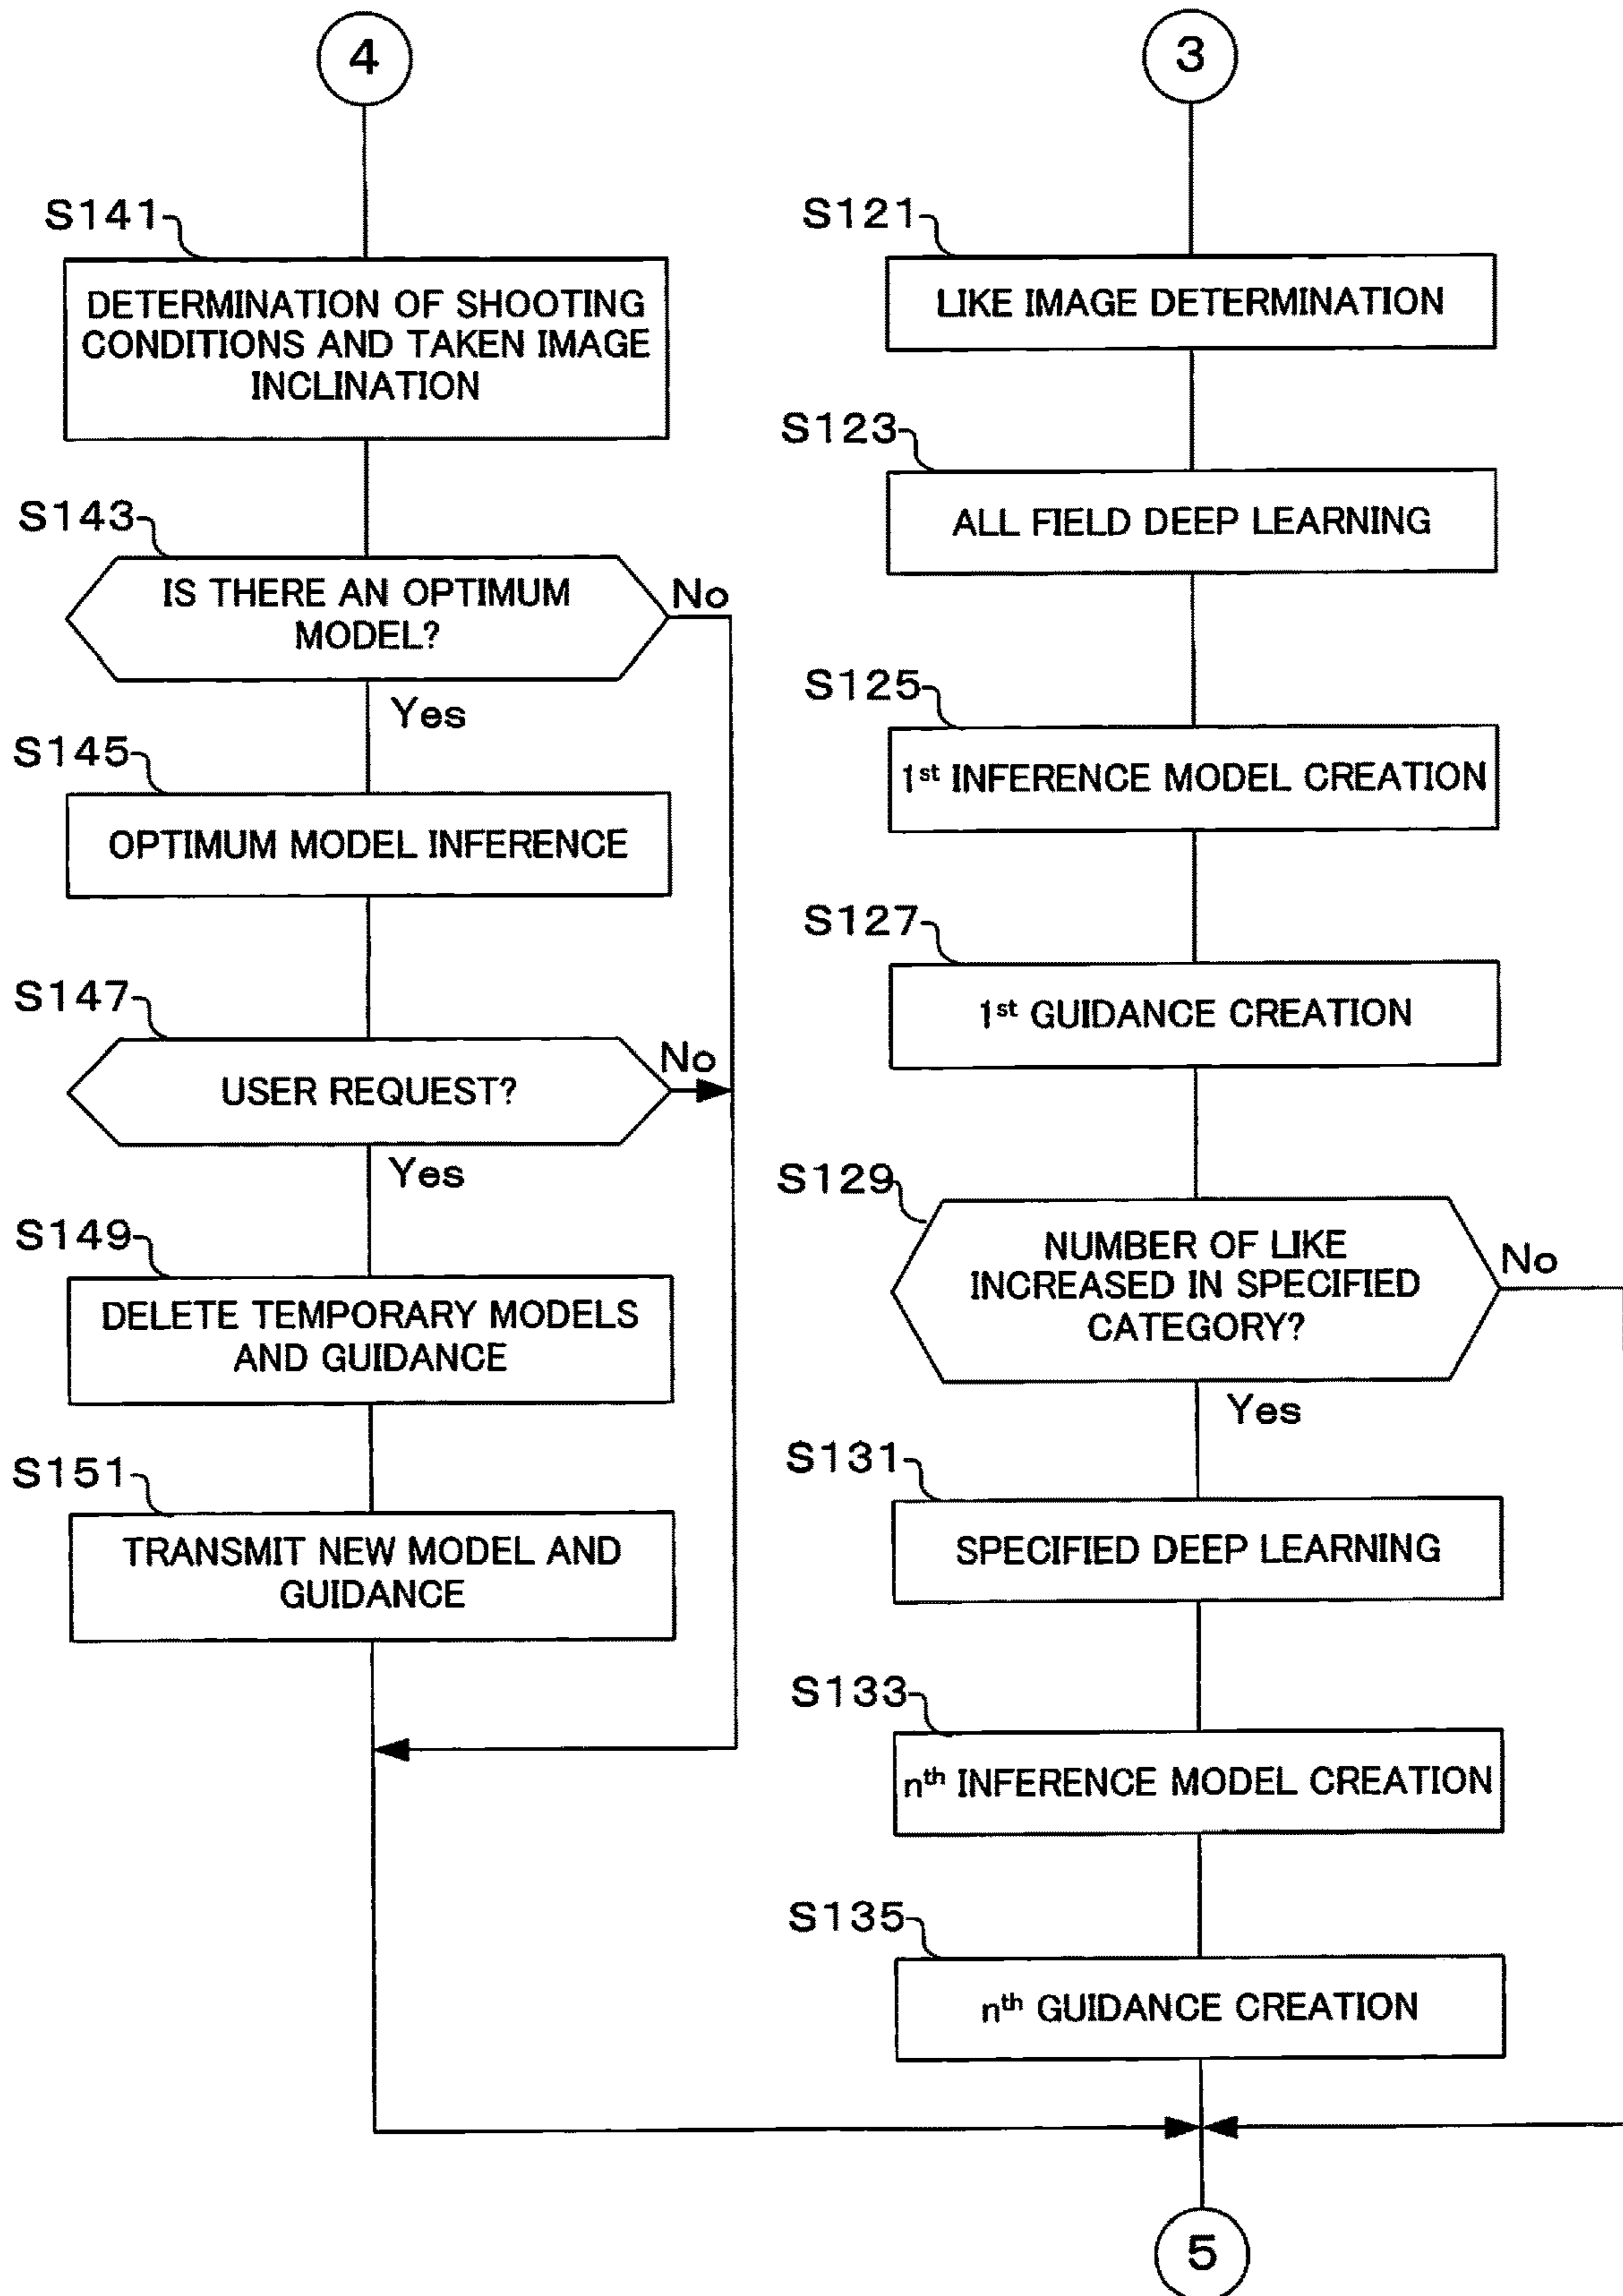 4
S141
DETERMINATION OF SHOOTING
CONDITIONS AND TAKEN IMAGE
INCLINATION
S143
IS THERE AN OPTIMUM
MODEL?
No
Yes
S145
OPTIMUM MODEL INFERENCE
S147
USER REQUEST?
No
Yes
S149
DELETE TEMPORARY MODELS
AND GUIDANCE
S151
TRANSMIT NEW MODEL AND
GUIDANCE
3
S121
LIKE IMAGE DETERMINATION
S123
ALL FIELD DEEP LEARNING
S125
1st INFERENCE MODEL CREATION
S127
1st GUIDANCE CREATION
S129
NUMBER OF LIKE
INCREASED IN SPECIFIED
CATEGORY?
No
Yes
S131
SPECIFIED DEEP LEARNING
S133
nth INFERENCE MODEL CREATION
S135
nth GUIDANCE CREATION
5